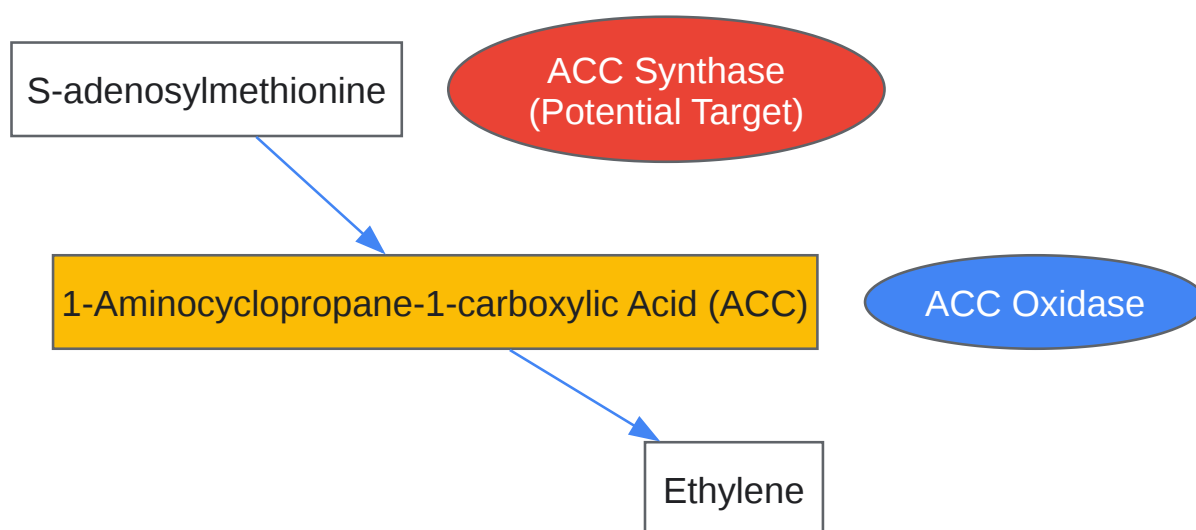 S-adenosylmethionine
ACC Synthase
(Potential Target)
1-Aminocyclopropane-1-carboxylic Acid (ACC)
ACC Oxidase
Ethylene